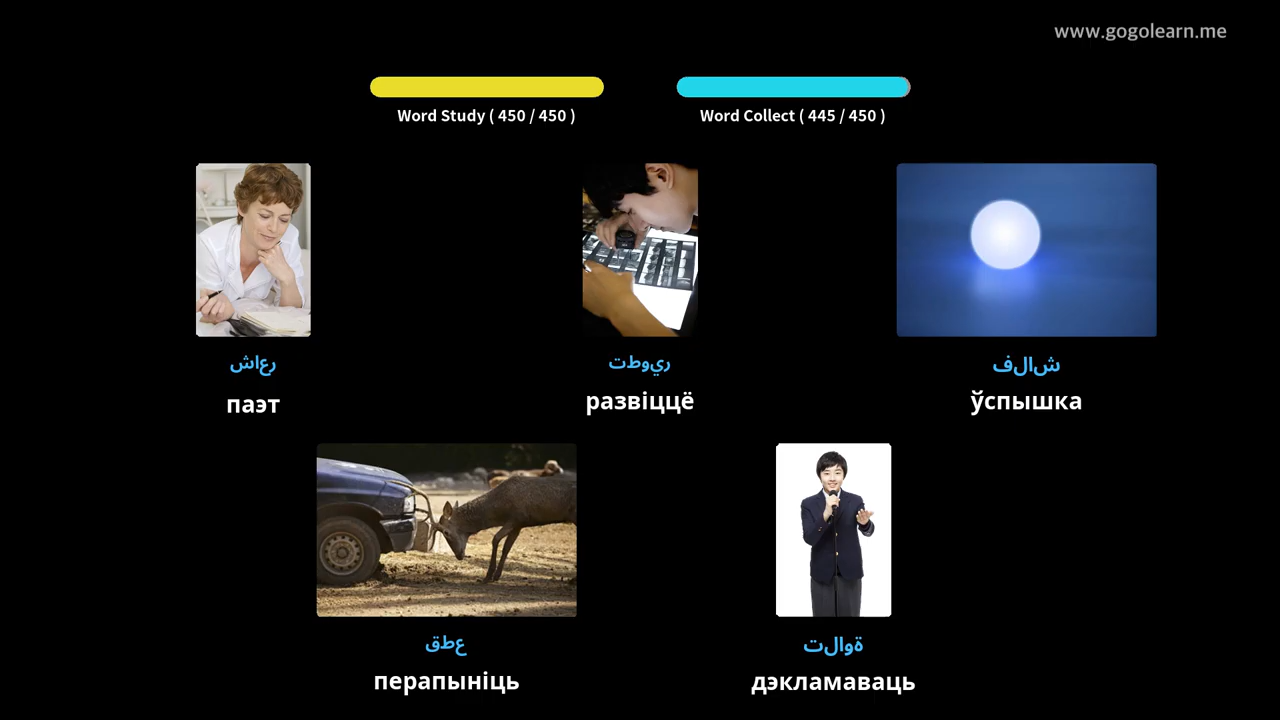 www.gogolearn.me
Word Study ( 450 / 450 )
Word Collect ( 445 / 450 )
رعاش
паэт
ريوطت
развіццё
شالف
ўспышка
عطق
перапыніць
ةوالت
дэкламаваць